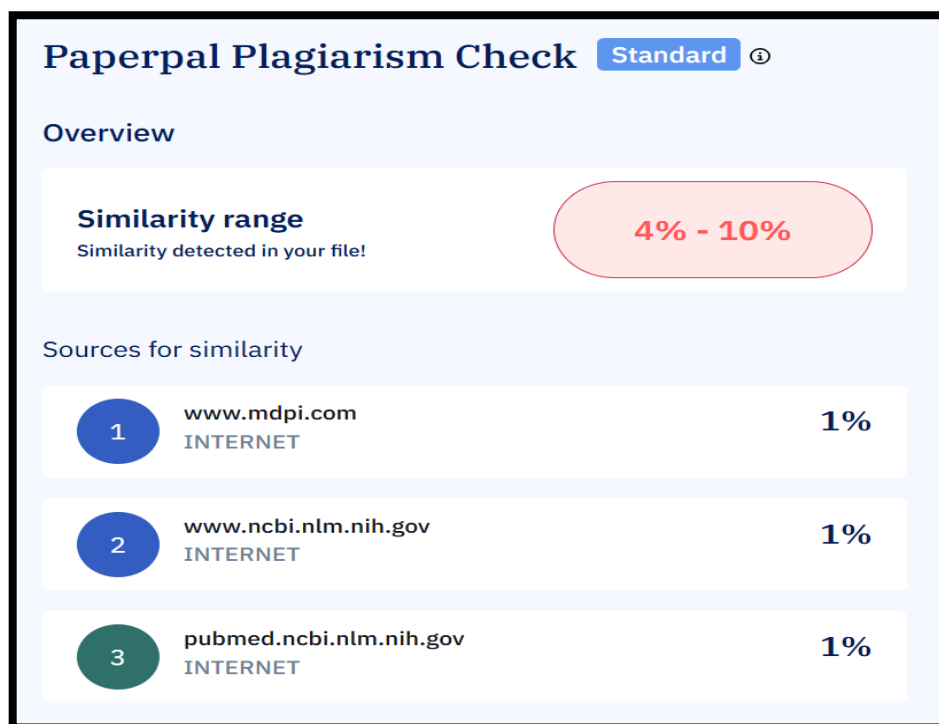 Paperpal Plagiarism Check Standard
Overview
Similarity range
Similarity detected in your file!
4% - 10%
Sources for similarity
1
www.mdpi.com
INTERNET
1%
2
www.ncbi.nlm.nih.gov
INTERNET
1%
3
pubmed.ncbi.nlm.nih.gov
INTERNET
1%